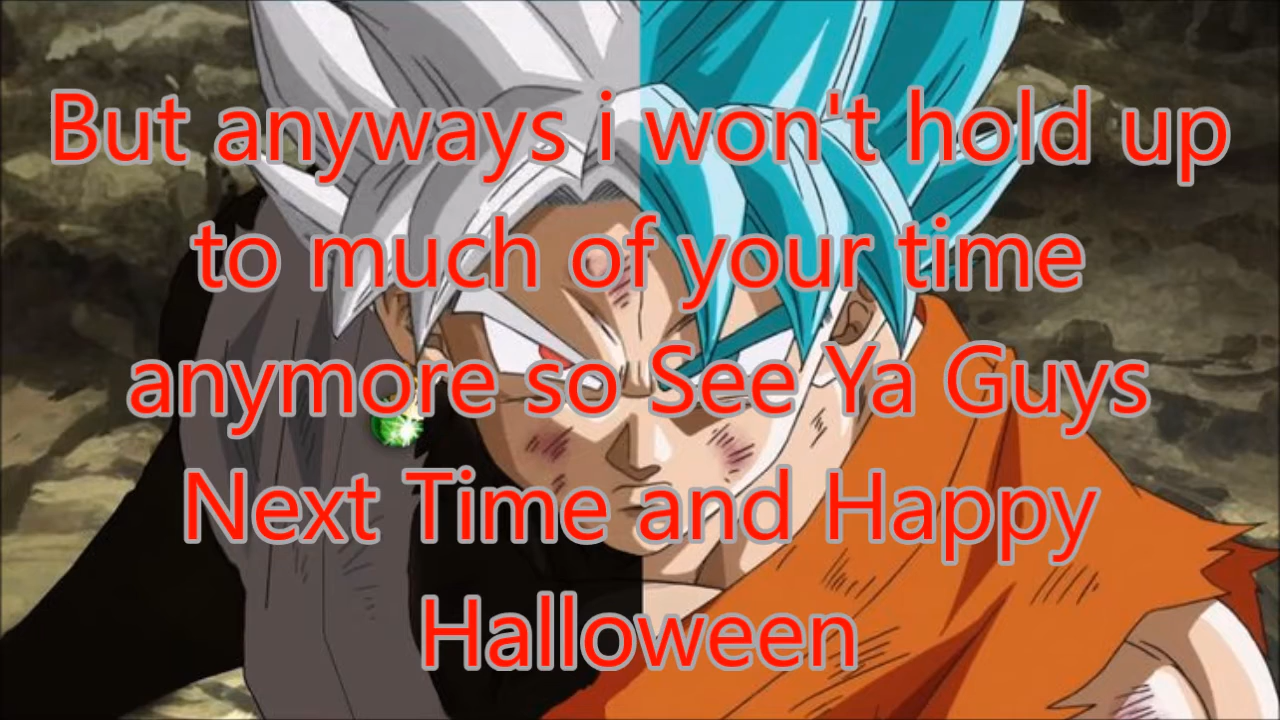 But anyways i won't hold up
to much of your time
anymore so See Ya Guys
Next Time and Happy
Halloween